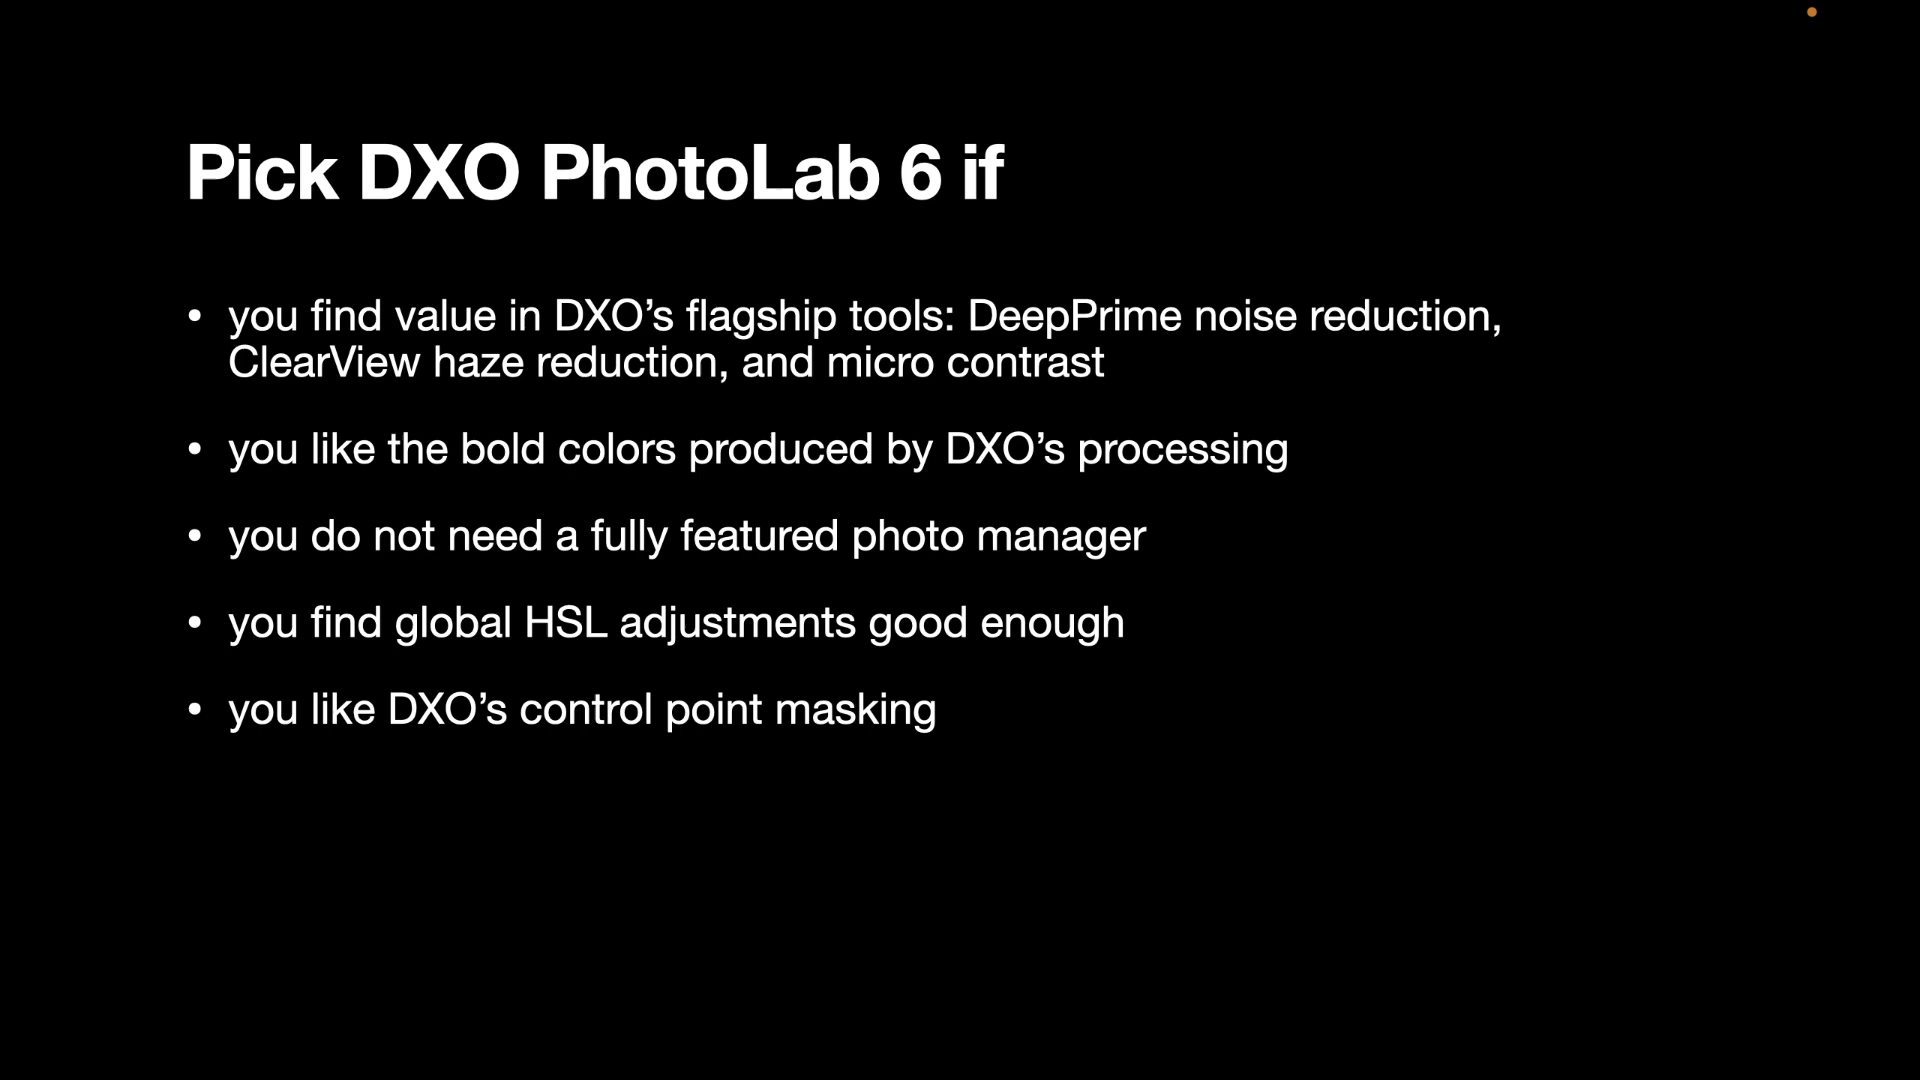 Pick DXO PhotoLab 6 if
• you find value in DXO’s flagship tools: DeepPrime noise reduction,
ClearView haze reduction, and micro contrast
• you like the bold colors produced by DXO’s processing
• you do not need a fully featured photo manager
• you find global HSL adjustments good enough
• you like DXO’s control point masking